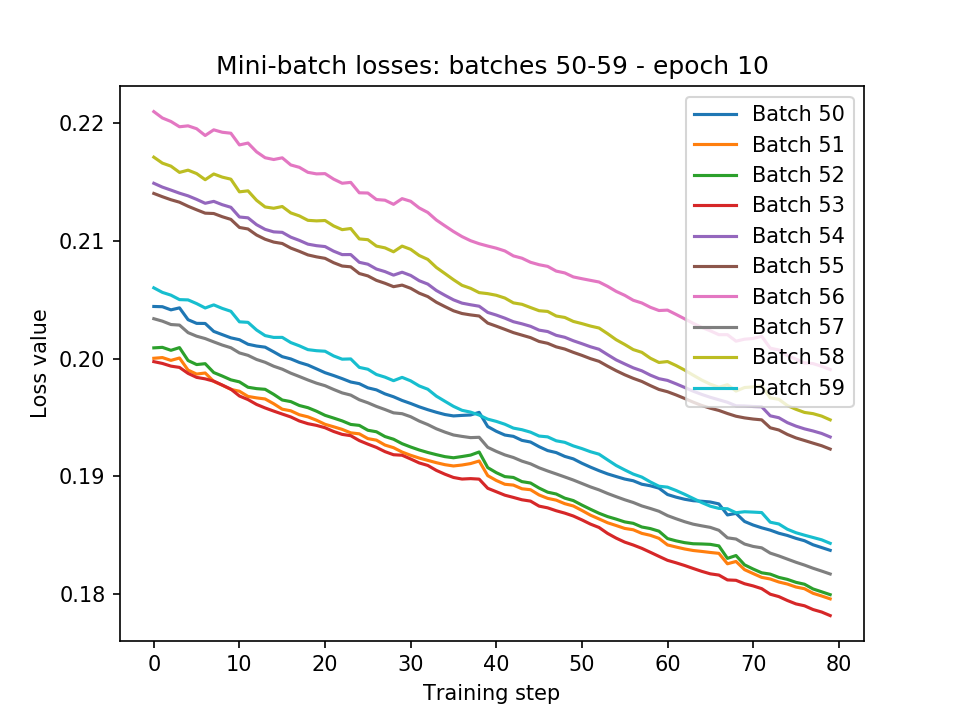 Mini-batch losses: batches 50-59 - epoch 10
Loss value
0.22
0.21
0.20
0.19
0.18
Batch 50
Batch 51
Batch 52
Batch 53
Batch 54
Batch 55
Batch 56
Batch 57
Batch 58
Batch 59
0 10 20 30 40 50 60 70 80
Training step